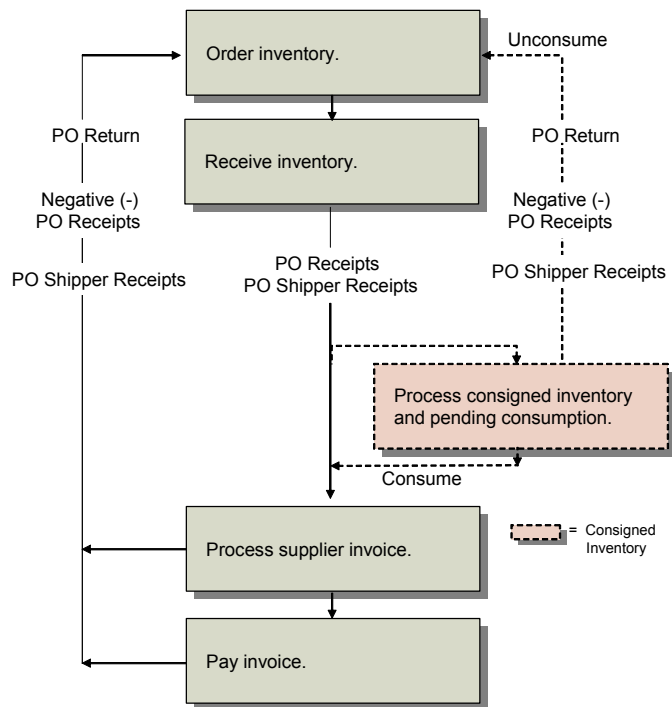 Order inventory.
Unconsume
PO Return
PO Return
Receive inventory.
Negative (-)
PO Receipts
Negative (-)
PO Receipts
PO Shipper Receipts
PO Receipts
PO Shipper Receipts
PO Shipper Receipts
Process consigned inventory
and pending consumption.
Consume
Process supplier invoice.
= Consigned
Inventory
Pay invoice.